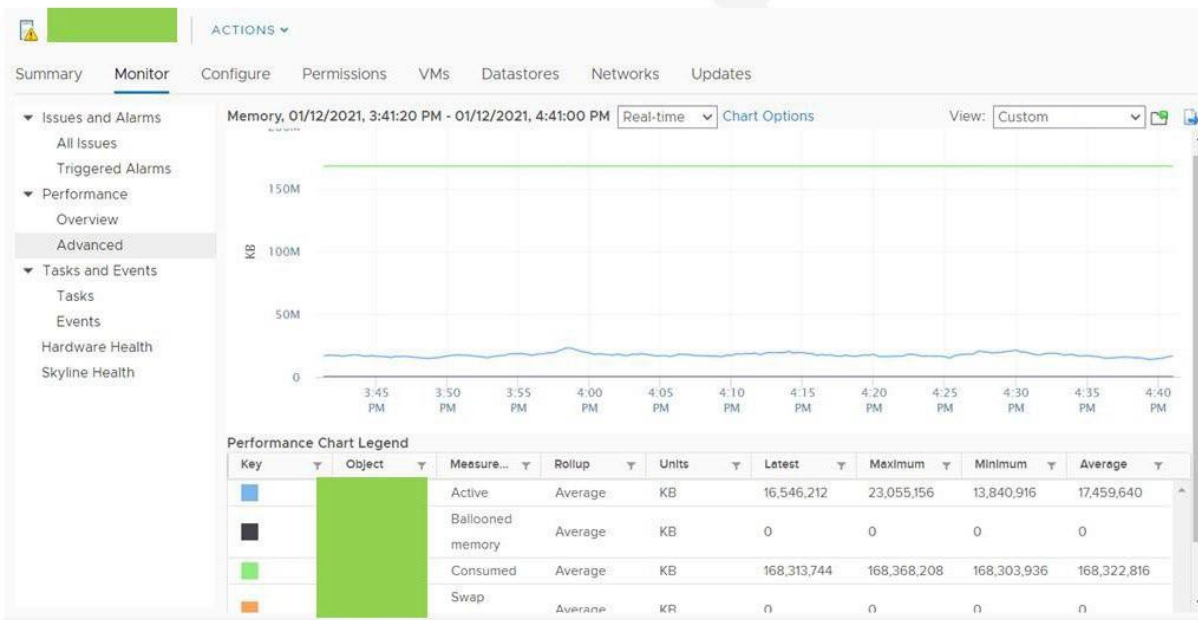 ACTIONS
Summary Monitor Configure Permissions VMs Datastores Networks Updates
Issues and Alarms
All Issues
Triggered Alarms
Performance
Overview
Advanced
Tasks and Events
Tasks
Events
Hardware Health
Skyline Health
Memory, 01/12/2021, 3:41:20 PM - 01/12/2021, 4:41:00 PM Real-time Chart Options View: Custom
150M
KB 100M
50M
0
3:45 PM 3:50 PM 3:55 PM 4:00 PM 4:05 PM 4:10 PM 4:15 PM 4:20 PM 4:25 PM 4:30 PM 4:35 PM 4:40 PM
Performance Chart Legend
Key Object Measure... Rollup Units Latest Maximum Minimum Average
Active Average KB 16,546,212 23,055,156 13,840,916 17,459,640
Ballooned memory Average KB 0 0 0 0
Consumed Average KB 168,313,744 168,368,208 168,303,936 168,322,816
Swap Average KB 0 0 0 0